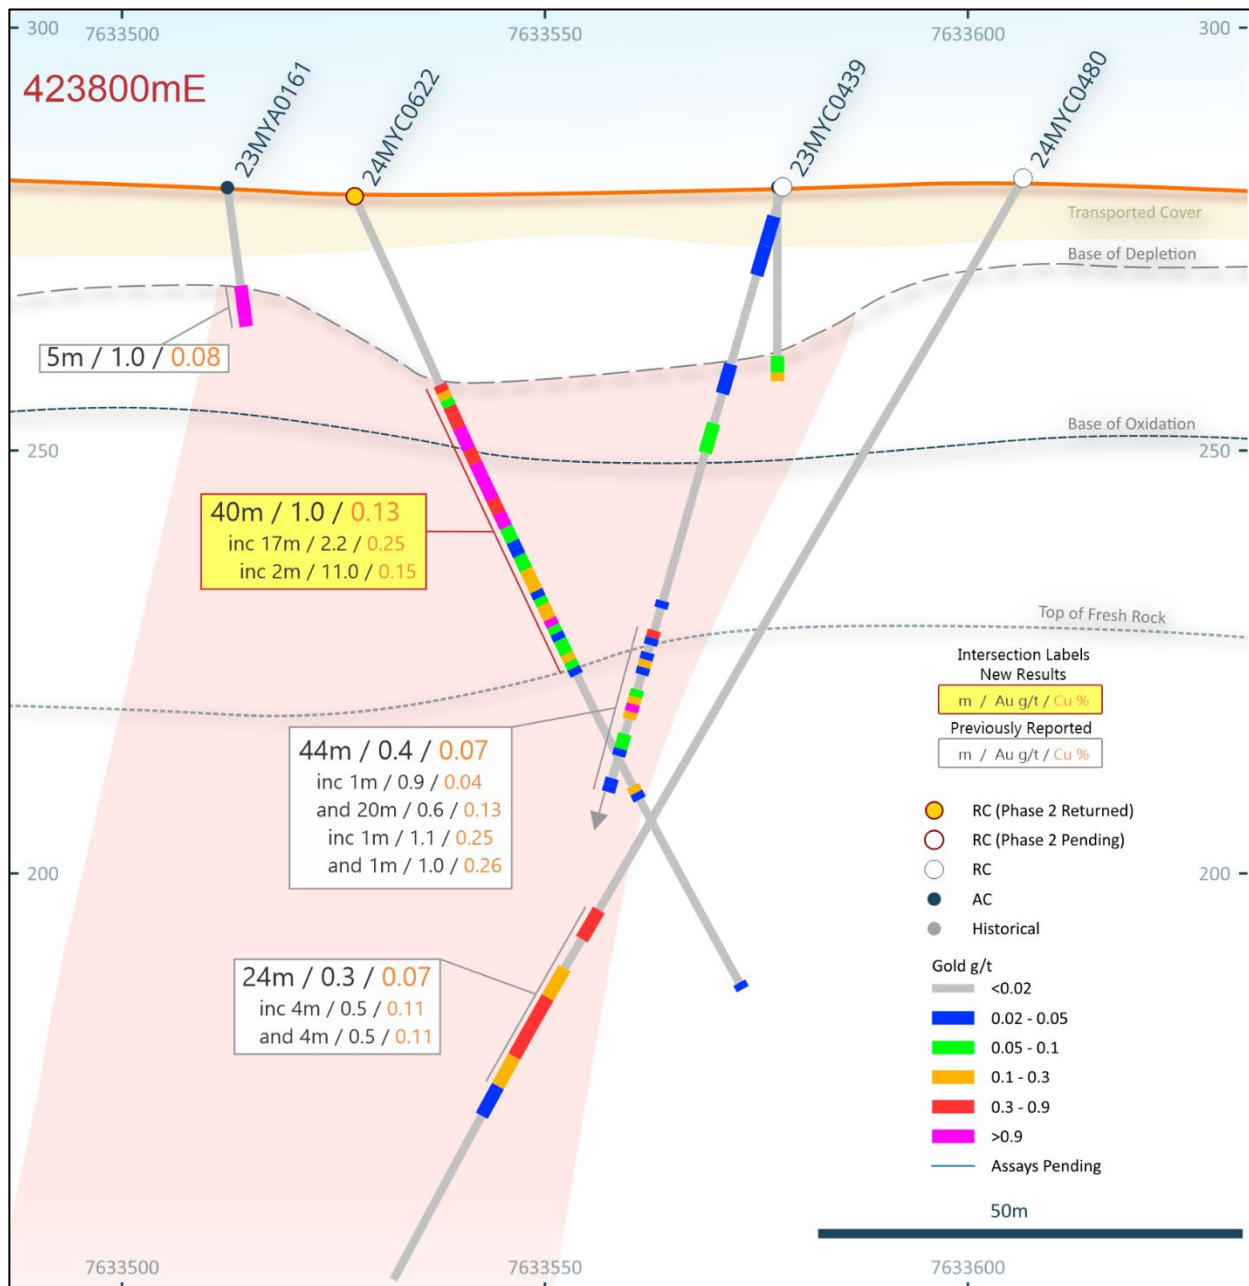 300
7633500
7633550
7633600
300
423800mE
23MYA0161
24MYC0622
23MYC0439
24MYC0480
Transported Cover
Base of Depletion
5m / 1.0 / 0.08
Base of Oxidation
250
250
40m / 1.0 / 0.13
inc 17m / 2.2 / 0.25
inc 2m / 11.0 / 0.15
Top of Fresh Rock
Intersection Labels
New Results
m / Au g/t / Cu %
Previously Reported
m / Au g/t / Cu %
44m / 0.4 / 0.07
inc 1m / 0.9 / 0.04
and 20m / 0.6 / 0.13
inc 1m / 1.1 / 0.25
and 1m / 1.0 / 0.26
RC (Phase 2 Returned)
RC (Phase 2 Pending)
RC
AC
Historical
200
200
24m / 0.3 / 0.07
inc 4m / 0.5 / 0.11
and 4m / 0.5 / 0.11
Gold g/t
<0.02
0.02 - 0.05
0.05 - 0.1
0.1 - 0.3
0.3 - 0.9
>0.9
Assays Pending
50m
7633500
7633550
7633600